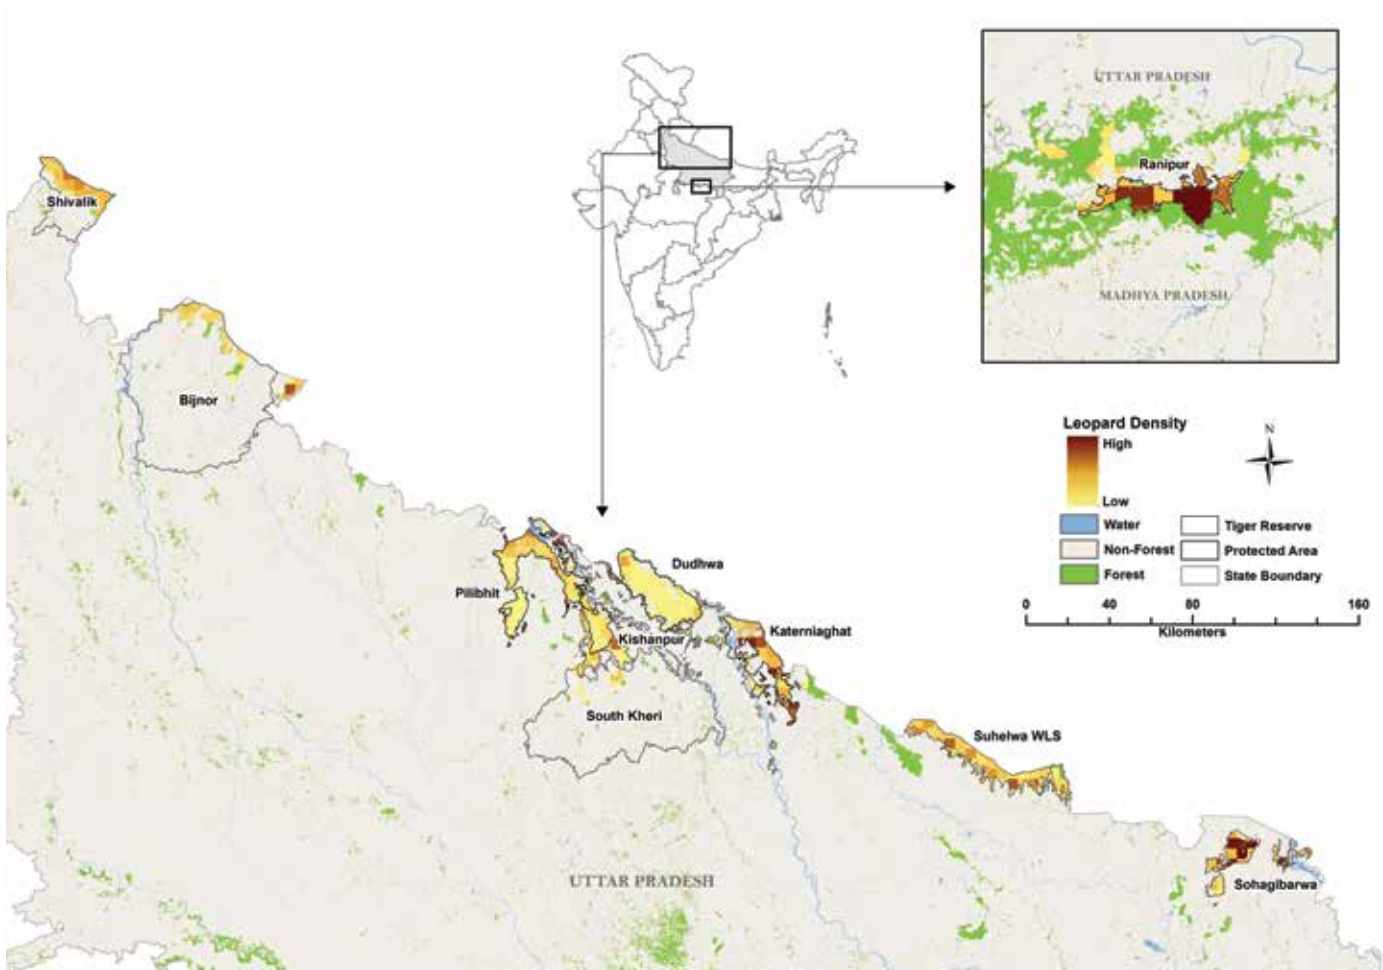 UTTAR PRADESH
Ranipur
MADHYA PRADESH
Shivalik
Bijnor
Pilibhit
Dudhwa
Kishanpur
Katerniaghat
South Kheri
Suhelwa WLS
Sohagibarwa
UTTAR PRADESH
Leopard Density
High
Low
Water
Non-Forest
Forest
Tiger Reserve
Protected Area
State Boundary
N
0 40 80 160
Kilometers